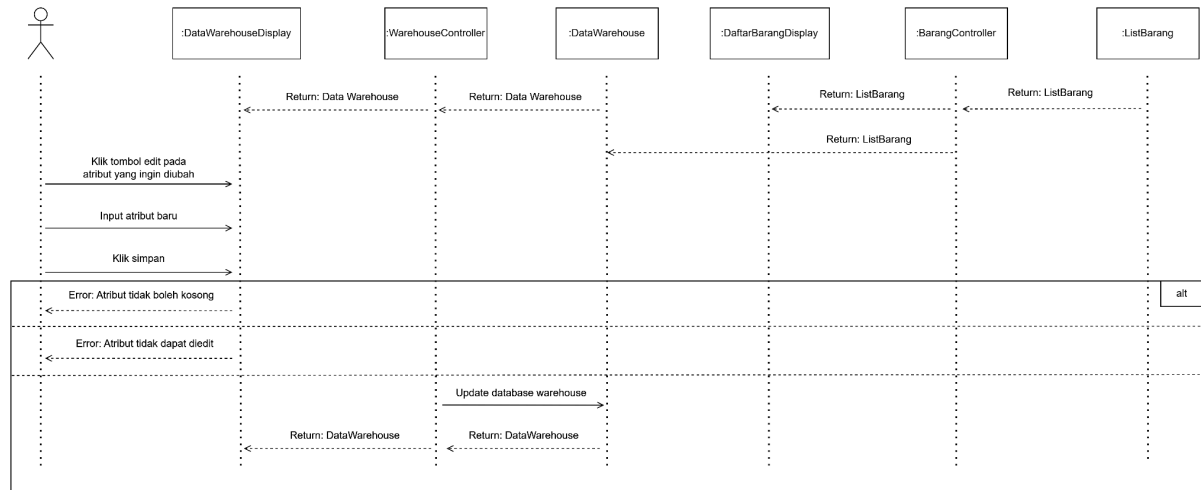 :DataWarehouseDisplay
:WarehouseController
:DataWarehouse
:DaftarBarangDisplay
:BarangController
:ListBarang
Return: Data Warehouse
Return: Data Warehouse
Return: ListBarang
Return: ListBarang
Return: ListBarang
Klik tombol edit pada
atribut yang ingin diubah
Input atribut baru
Klik simpan
alt
Error: Atribut tidak boleh kosong
Error: Atribut tidak dapat diedit
Update database warehouse
Return: DataWarehouse
Return: DataWarehouse